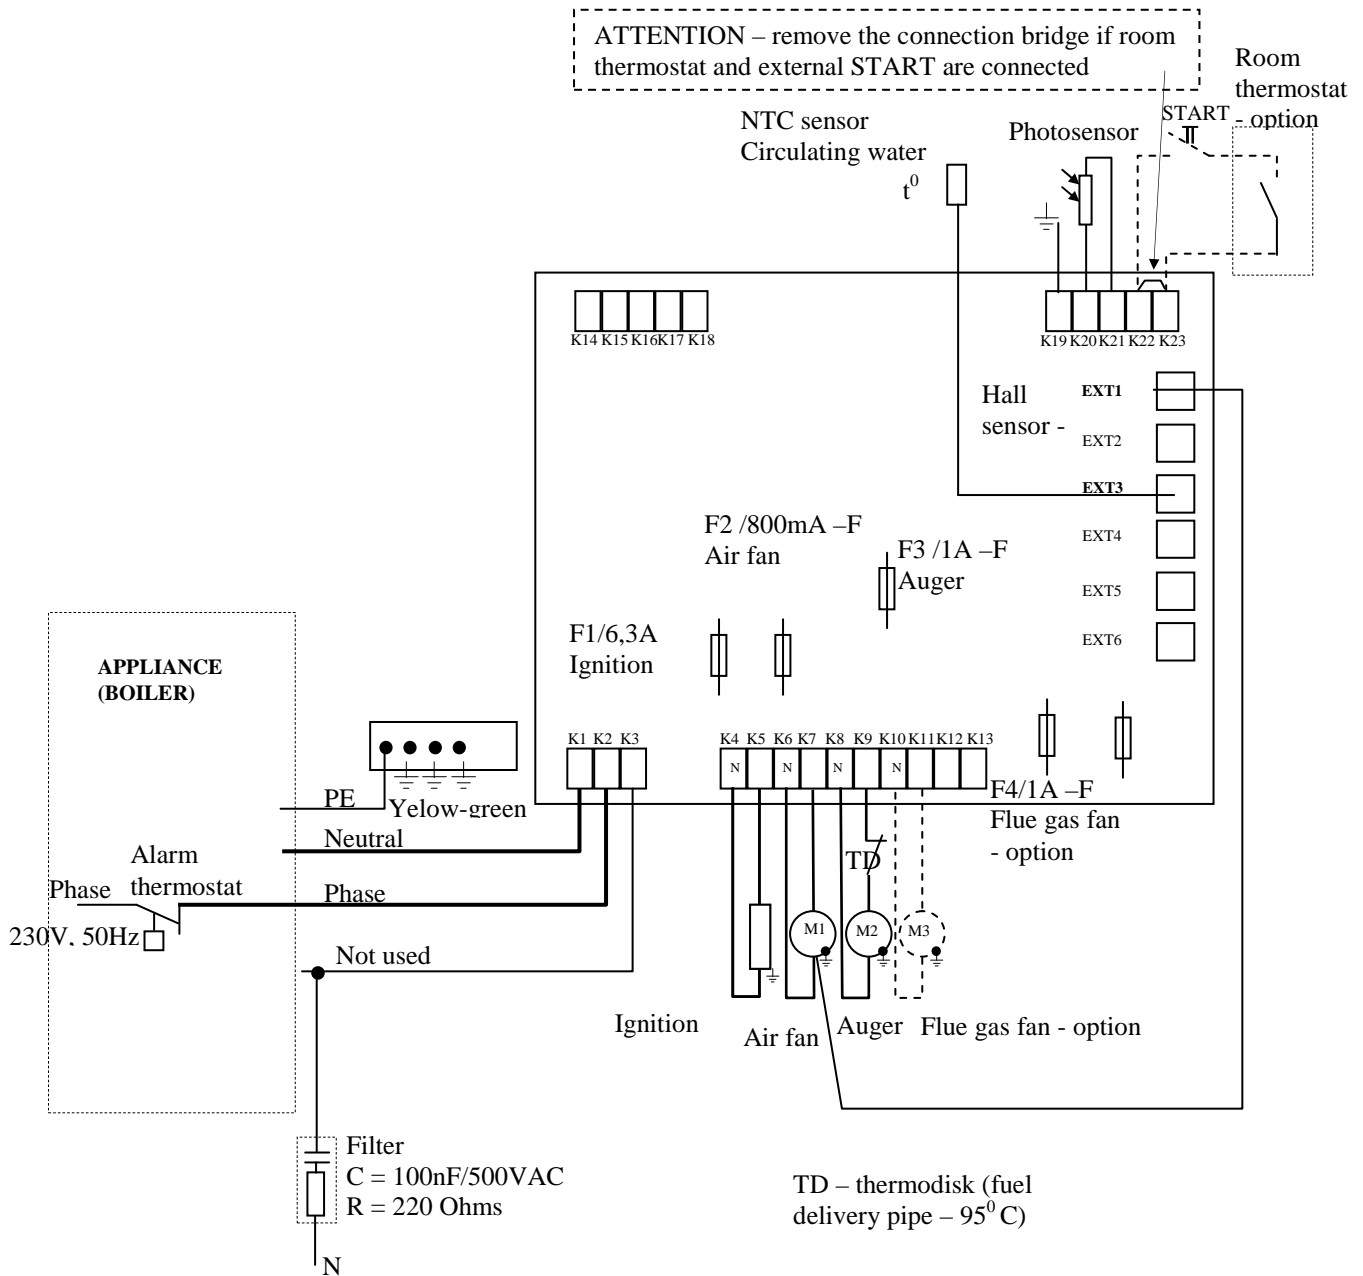 ATTENTION – remove the connection bridge if room
thermostat and external START are connected
Room
thermostat
- option
START
NTC sensor
Circulating water
t⁰
Photosensor
K14 K15 K16 K17 K18
K19 K20 K21 K22 K23
Hall
sensor -
EXT1
EXT2
EXT3
EXT4
EXT5
EXT6
F2 /800mA –F
Air fan
F3 /1A –F
Auger
F1/6,3A
Ignition
APPLIANCE
(BOILER)
K1 K2 K3
K4 K5 K6 K7 K8 K9 K10 K11 K12 K13
N N N N
F4/1A –F
Flue gas fan
- option
PE
Yelow-green
Neutral
Alarm
thermostat
Phase
Phase
230V, 50Hz
Not used
TD
M1 M2 M3
Ignition
Air fan
Auger
Flue gas fan - option
Filter
C = 100nF/500VAC
R = 220 Ohms
N
TD – thermodisk (fuel
delivery pipe – 95⁰ C)